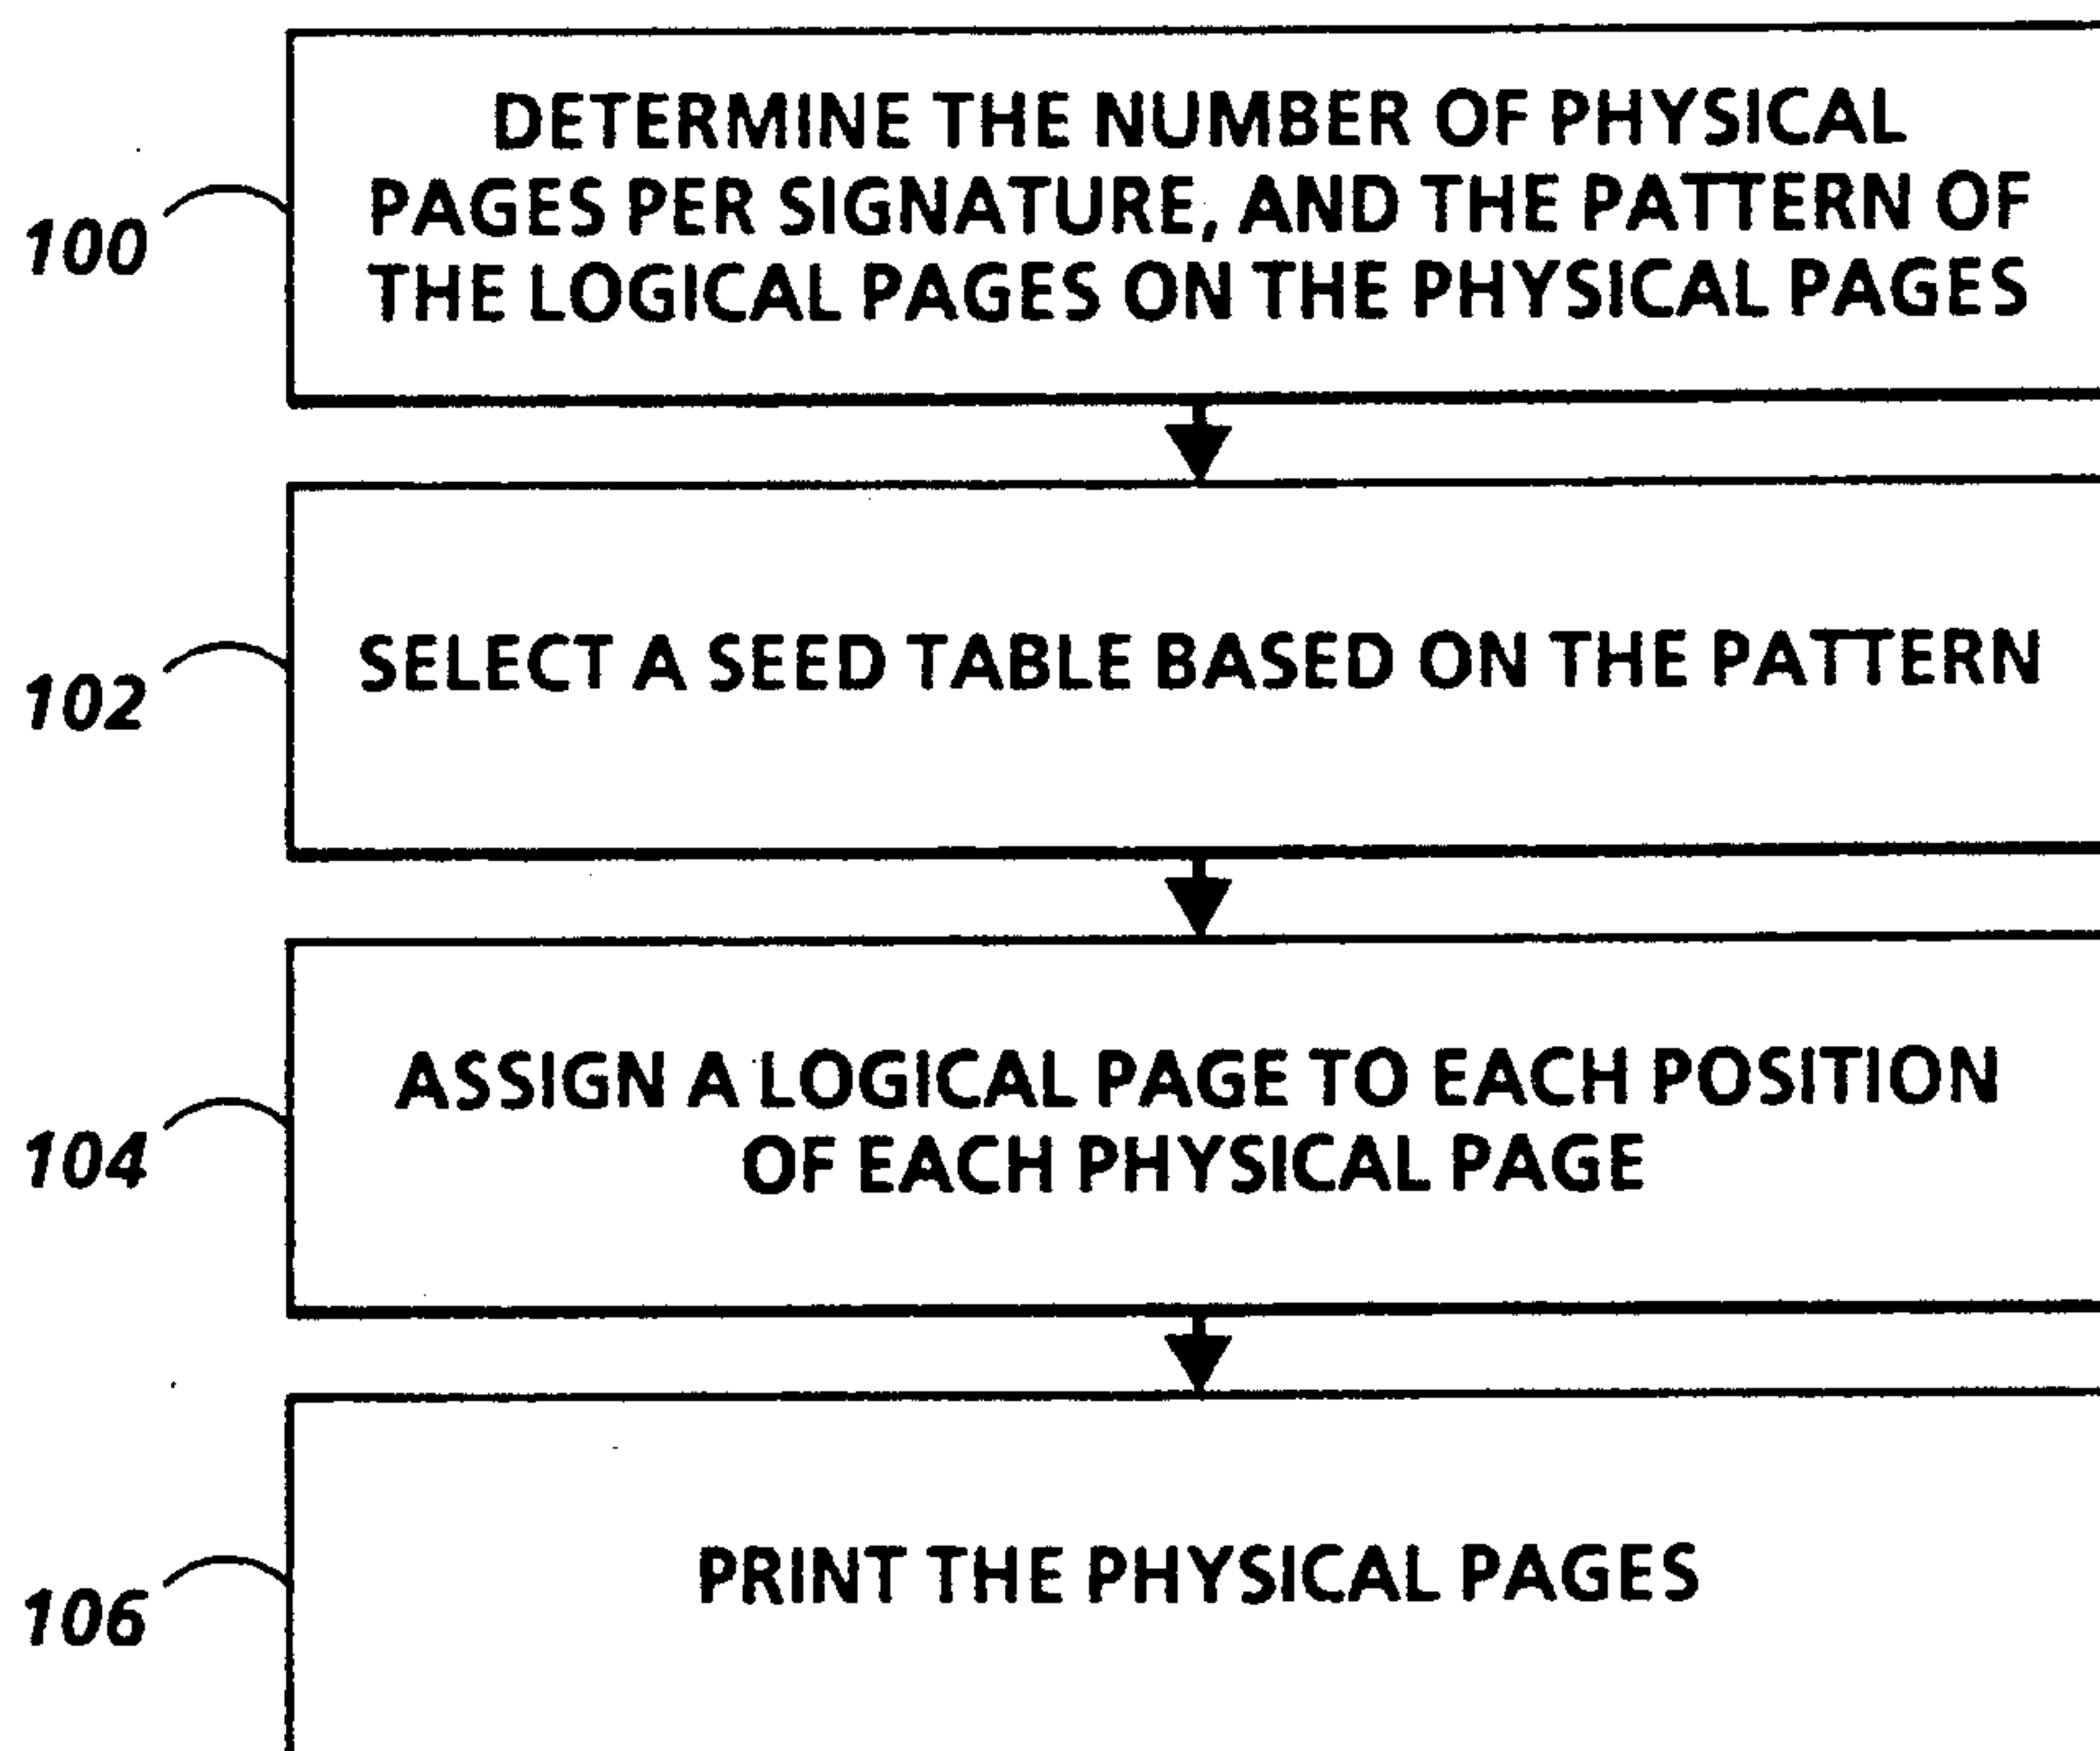 DETERMINE THE NUMBER OF PHYSICAL
PAGES PER SIGNATURE, AND THE PATTERN OF
THE LOGICAL PAGES ON THE PHYSICAL PAGES
100
SELECT A SEED TABLE BASED ON THE PATTERN
102
ASSIGN A LOGICAL PAGE TO EACH POSITION
OF EACH PHYSICAL PAGE
104
PRINT THE PHYSICAL PAGES
106